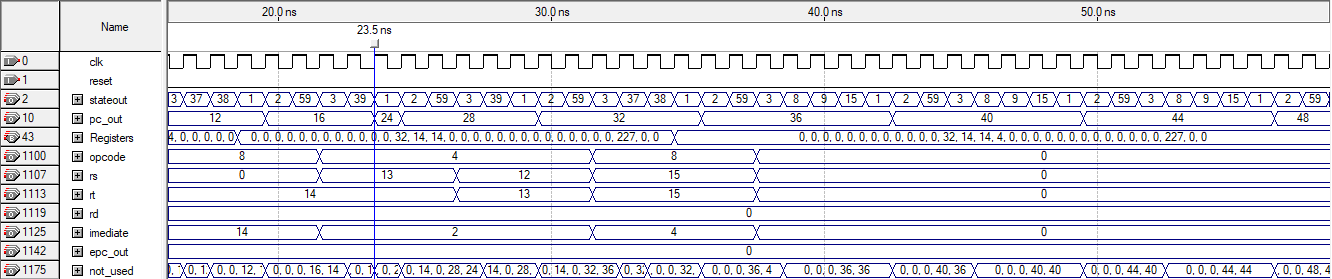 Name
20.0 ns 30.0 ns 40.0 ns 50.0 ns
23.5 ns
0 clk
1 reset
2 stateout 3 37 38 1 2 59 3 39 1 2 59 3 39 1 2 59 3 37 38 1 2 59 3 8 9 15 1 2 59 3 8 9 15 1 2 59 3 8 9 15 1 2 59
10 pc_out 12 16 24 28 32 36 40 44 48
43 Registers 4, 0, 0, 0, 0, 0 0, 0, 0, 0, 0, 0, 0, 0, 0, 0, 0, 32, 14, 14, 0, 0, 0, 0, 0, 0, 0, 0, 0, 0, 0, 0, 0, 227, 0, 0 0, 0, 0, 0, 0, 0, 0, 0, 0, 0, 0, 32, 14, 14, 4, 0, 0, 0, 0, 0, 0, 0, 0, 0, 0, 0, 0, 227, 0, 0
1100 opcode 8 4 8 0
1107 rs 0 13 12 15 0
1113 rt 14 13 15 0
1119 rd 0
1125 imediate 14 2 4 0
1142 epc_out 0
1175 not_used 0, 1 0, 0, 12, 0, 0, 0, 16, 14 0, 1 0, 2 0, 14, 0, 28, 24 14, 0, 28, 0, 14, 0, 32, 36 0, 32 0, 0, 32, 0, 0, 0, 36, 4 0, 0, 0, 36, 36 0, 0, 40, 36 0, 0, 0, 40, 40 0, 0, 44, 40 0, 0, 0, 44, 44 0, 0, 48, 4